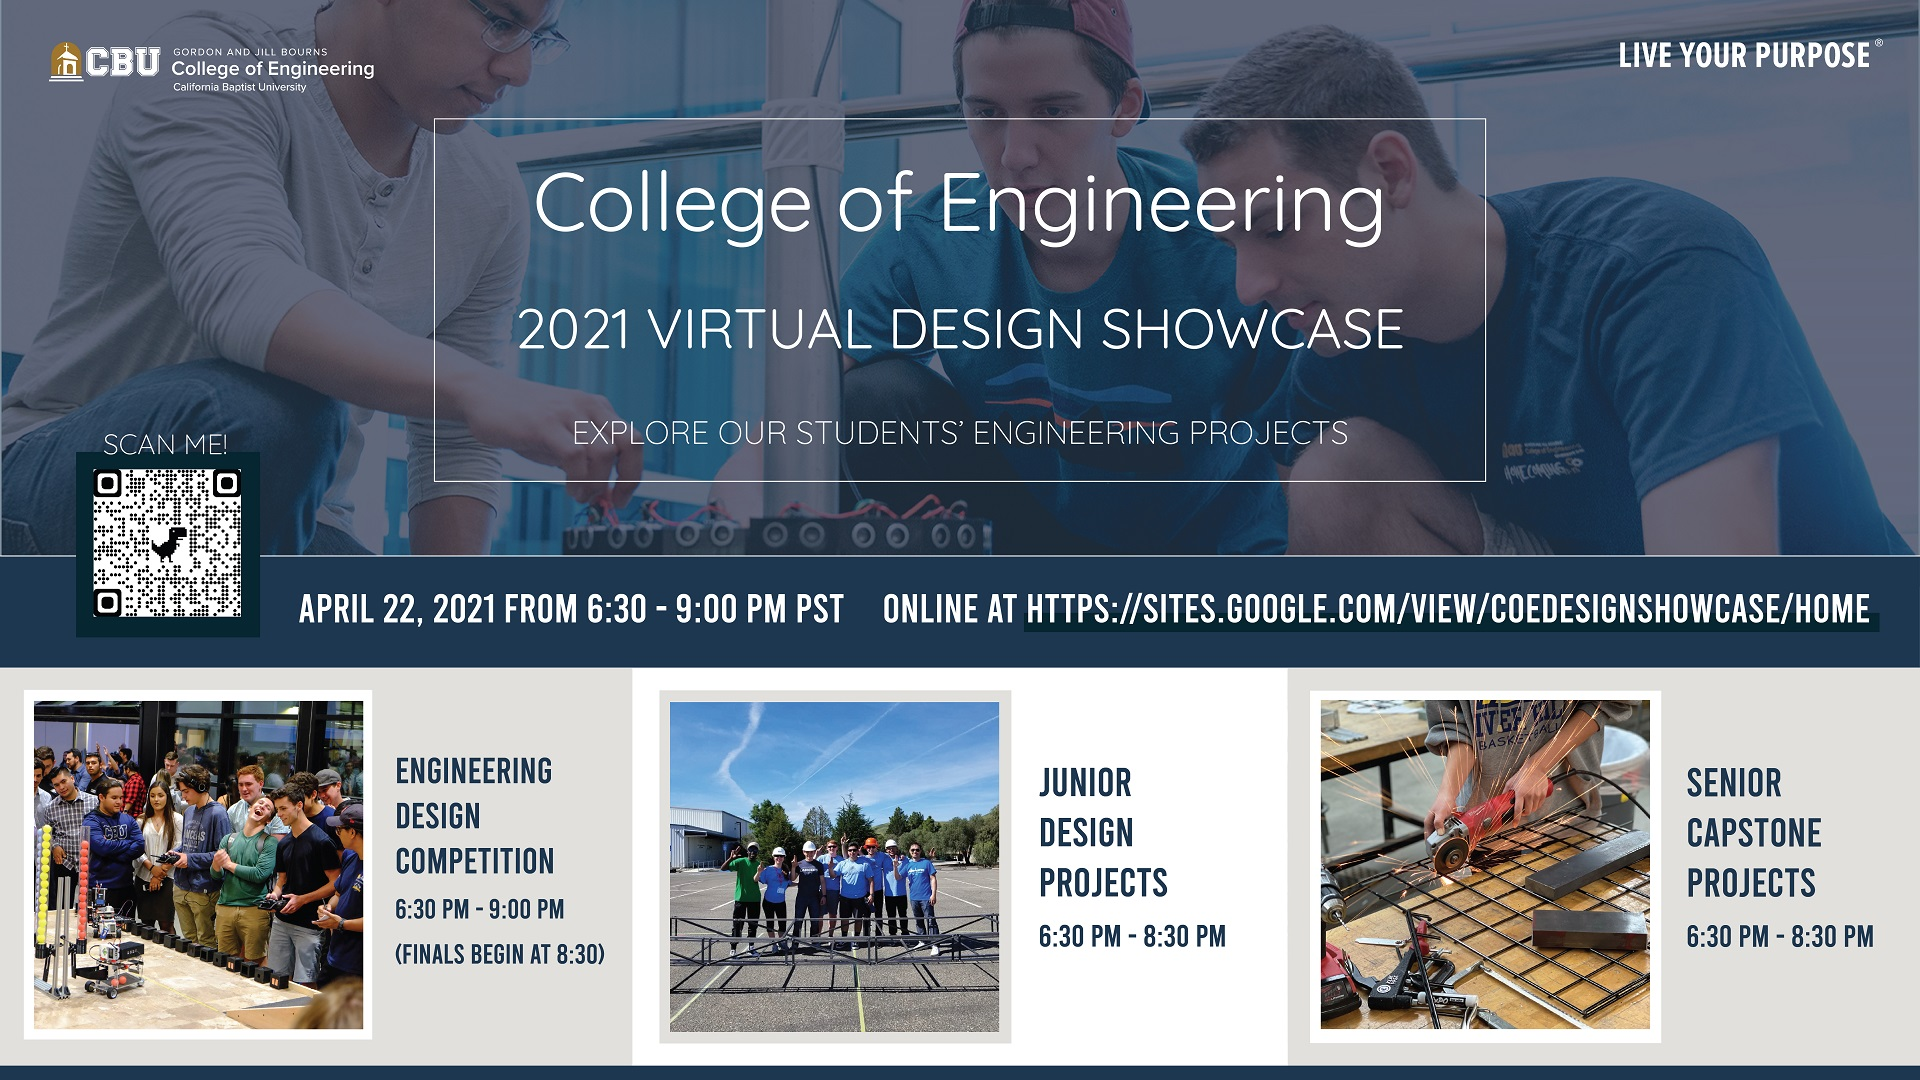 CBU
GORDON AND JILL BOURNS
College of Engineering
California Baptist University
LIVE YOUR PURPOSE®
College of Engineering
2021 VIRTUAL DESIGN SHOWCASE
EXPLORE OUR STUDENTS’ ENGINEERING PROJECTS
SCAN ME!
APRIL 22, 2021 FROM 6:30 - 9:00 PM PST
ONLINE AT HTTPS://SITES.GOOGLE.COM/VIEW/COEDESIGNSHOWCASE/HOME
ENGINEERING
DESIGN
COMPETITION
6:30 PM - 9:00 PM
(FINALS BEGIN AT 8:30)
JUNIOR
DESIGN
PROJECTS
6:30 PM - 8:30 PM
SENIOR
CAPSTONE
PROJECTS
6:30 PM - 8:30 PM
HOMECOMING
CBU
BASKETBALL